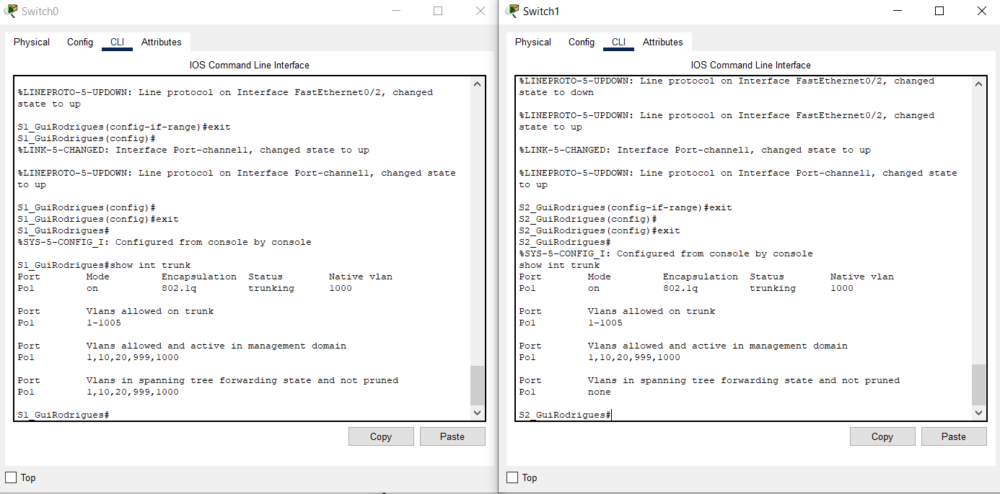 Switch0
Physical Config CLI Attributes
IOS Command Line Interface
%LINEPROTO-5-UPDOWN: Line protocol on Interface FastEthernet0/2, changed
state to up
S1_GuiRodrigues(config-if-range)#exit
S1_GuiRodrigues(config)#
%LINK-5-CHANGED: Interface Port-channel1, changed state to up
%LINEPROTO-5-UPDOWN: Line protocol on Interface Port-channel1, changed state
to up
S1_GuiRodrigues(config)#
S1_GuiRodrigues(config)#exit
S1_GuiRodrigues#
%SYS-5-CONFIG_I: Configured from console by console
S1_GuiRodrigues#show int trunk
Port Mode Encapsulation Status Native vlan
Po1 on 802.1q trunking 1000
Port Vlans allowed on trunk
Po1 1-1005
Port Vlans allowed and active in management domain
Po1 1,10,20,999,1000
Port Vlans in spanning tree forwarding state and not pruned
Po1 1,10,20,999,1000
S1_GuiRodrigues#
Copy Paste
Top
Switch1
Physical Config CLI Attributes
IOS Command Line Interface
%LINEPROTO-5-UPDOWN: Line protocol on Interface FastEthernet0/2, changed
state to down
%LINEPROTO-5-UPDOWN: Line protocol on Interface FastEthernet0/2, changed
state to up
%LINK-5-CHANGED: Interface Port-channel1, changed state to up
%LINEPROTO-5-UPDOWN: Line protocol on Interface Port-channel1, changed state
to up
S2_GuiRodrigues(config-if-range)#exit
S2_GuiRodrigues(config)#
S2_GuiRodrigues(config)#exit
S2_GuiRodrigues#
%SYS-5-CONFIG_I: Configured from console by console
show int trunk
Port Mode Encapsulation Status Native vlan
Po1 on 802.1q trunking 1000
Port Vlans allowed on trunk
Po1 1-1005
Port Vlans allowed and active in management domain
Po1 1,10,20,999,1000
Port Vlans in spanning tree forwarding state and not pruned
Po1 none
S2_GuiRodrigues#
Copy Paste
Top